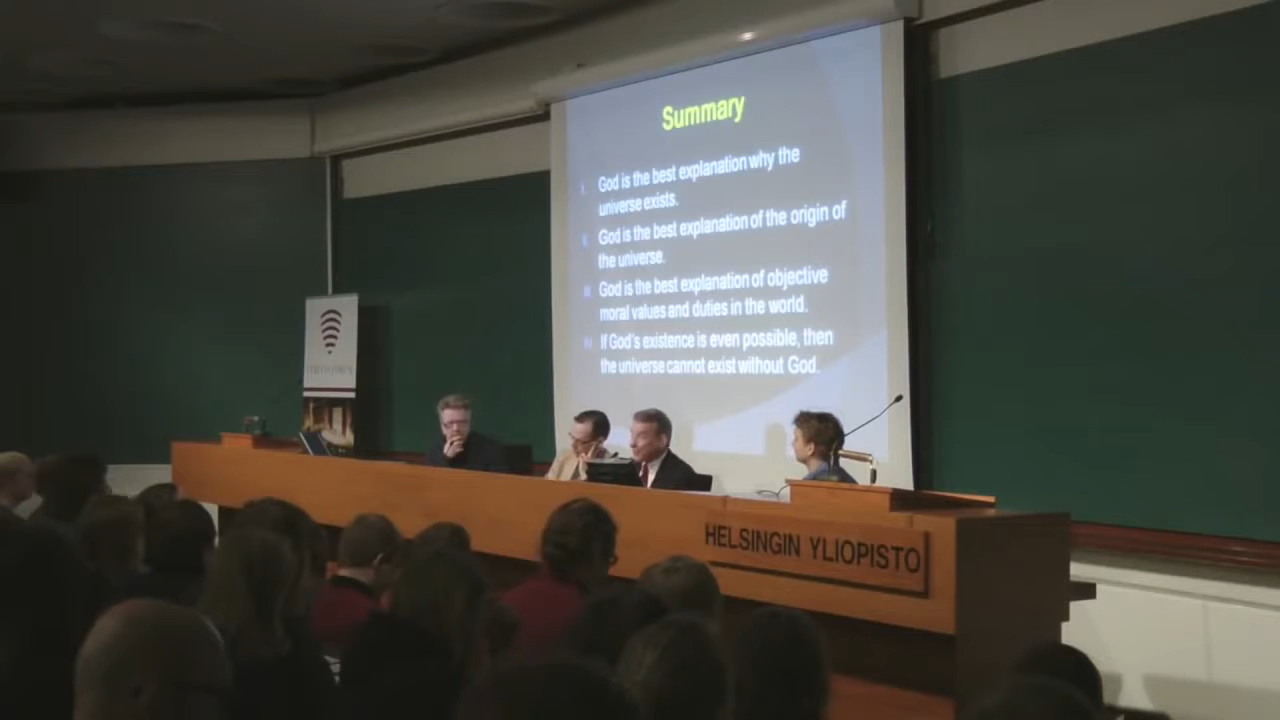 Summary
God is the best explanation why the
universe exists.
God is the best explanation of the origin of
the universe.
God is the best explanation of objective
moral values and duties in the world.
If God's existence is even possible, then
the universe cannot exist without God.
HELSINGIN YLIOPISTO